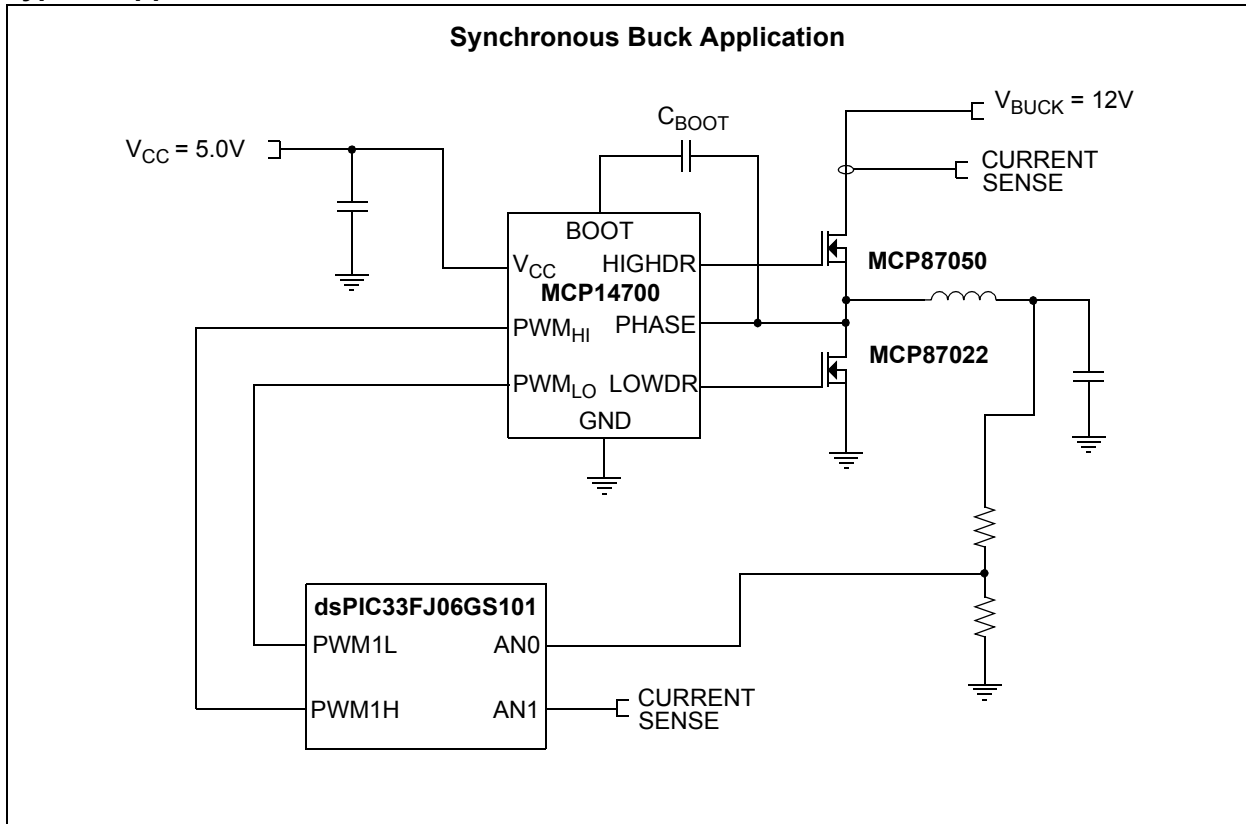 Synchronous Buck Application
V_BUCK = 12V
C_BOOT
V_CC = 5.0V
CURRENT
SENSE
BOOT
V_CC
HIGHDR
MCP87050
MCP14700
PWM_HI
PHASE
MCP87022
PWM_LO
LOWDR
GND
dsPIC33FJ06GS101
PWM1L
AN0
PWM1H
AN1
CURRENT
SENSE